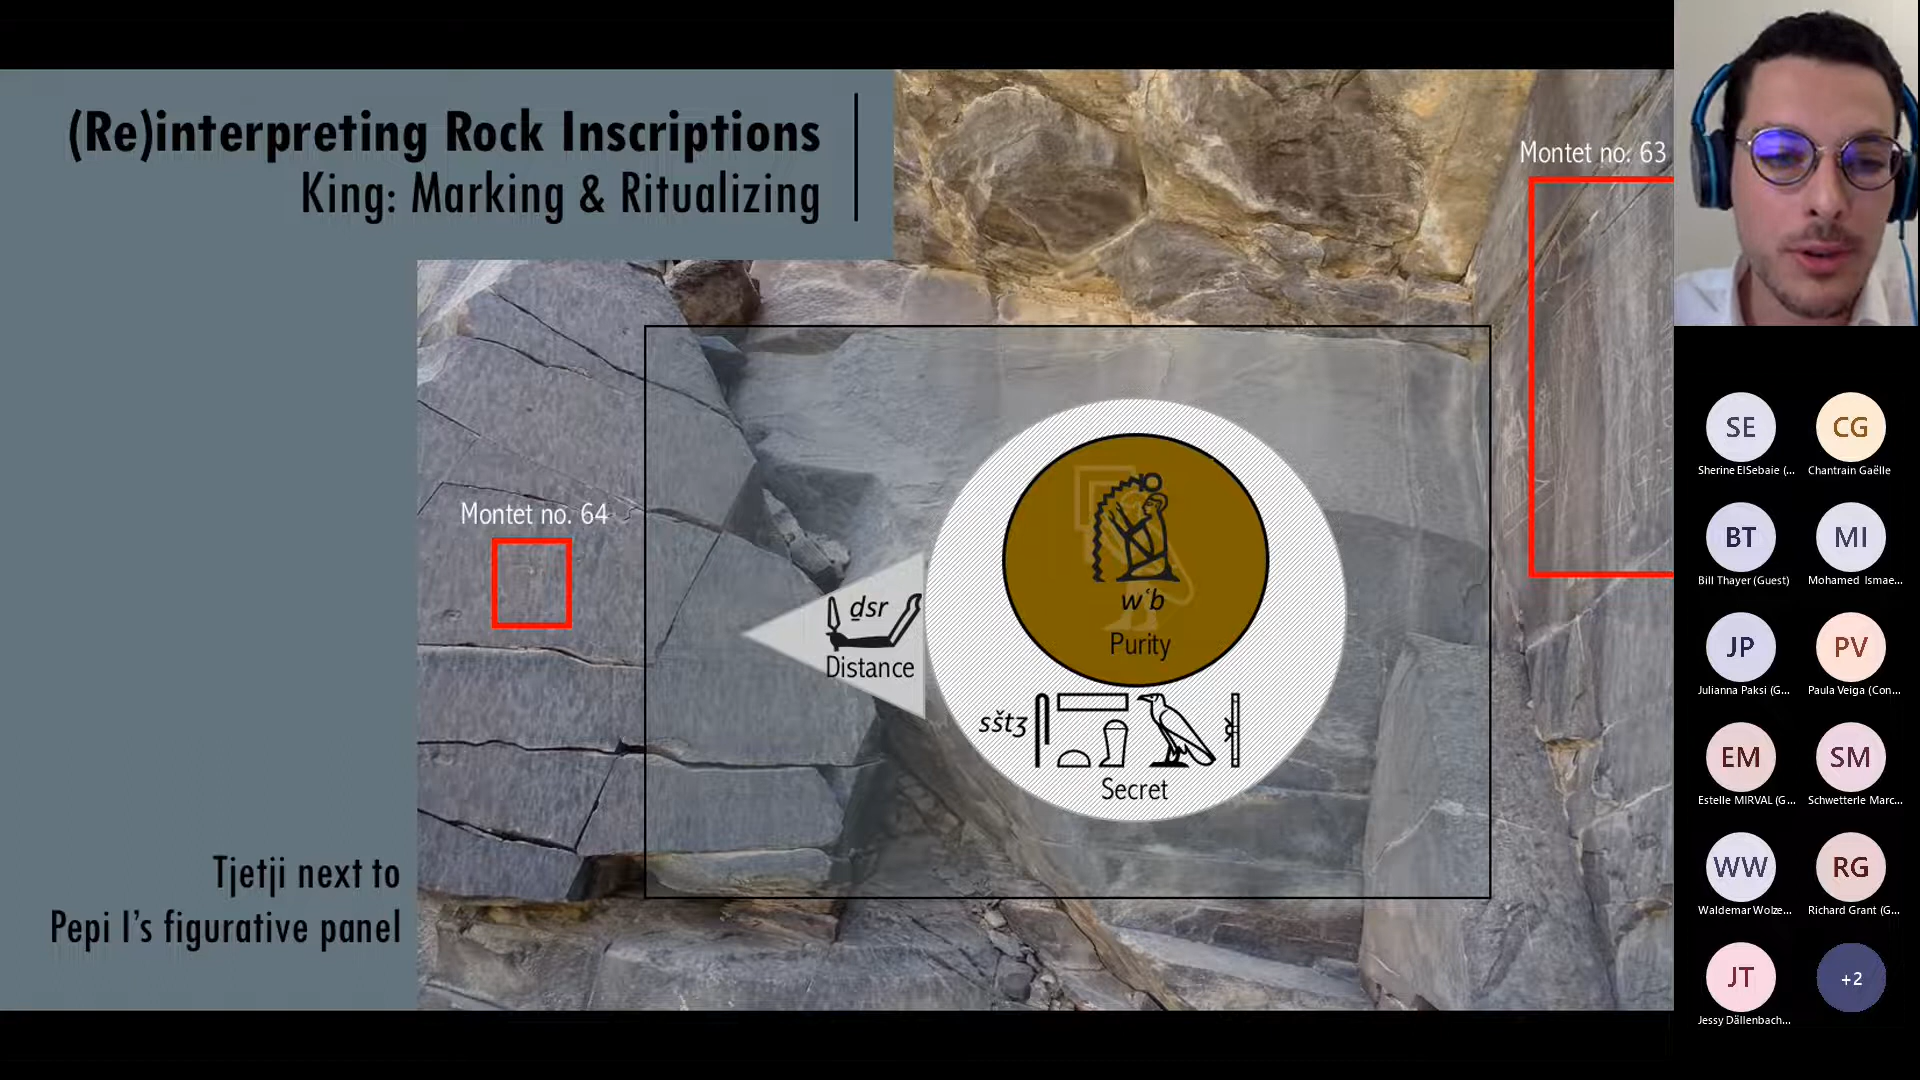 (Re)interpreting Rock Inscriptions
King: Marking & Ritualizing
Montet no. 63
Montet no. 64
ḏsr
Distance
wʿb
Purity
sštꜣ
Secret
Tjetji next to
Pepi I's figurative panel
SE
CG
Sherine ElSebaie (...
Chantrain Gaëlle
BT
MI
Bill Thayer (Guest)
Mohamed Ismae...
JP
PV
Julianna Paksi (G...
Paula Veiga (Con...
EM
SM
Estelle MIRVAL (G...
Schwetterle Marc...
WW
RG
Waldemar Wolze...
Richard Grant (G...
JT
+2
Jessy Dällenbach...